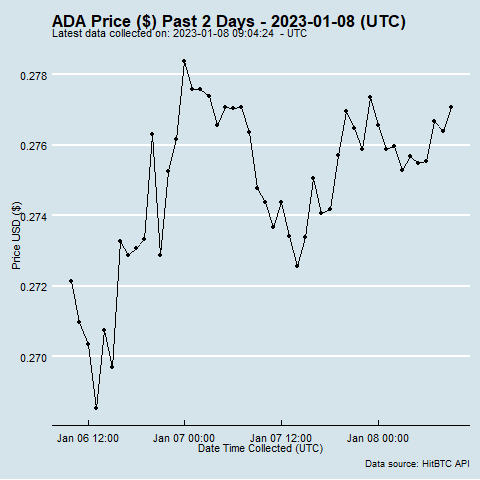 ADA Price ($) Past 2 Days - 2023-01-08 (UTC)
Latest data collected on: 2023-01-08 09:04:24 - UTC
0.278
0.276
0.274
0.272
0.270
Price USD ($)
Jan 06 12:00 Jan 07 00:00 Jan 07 12:00 Jan 08 00:00
Date Time Collected (UTC)
Data source: HitBTC API